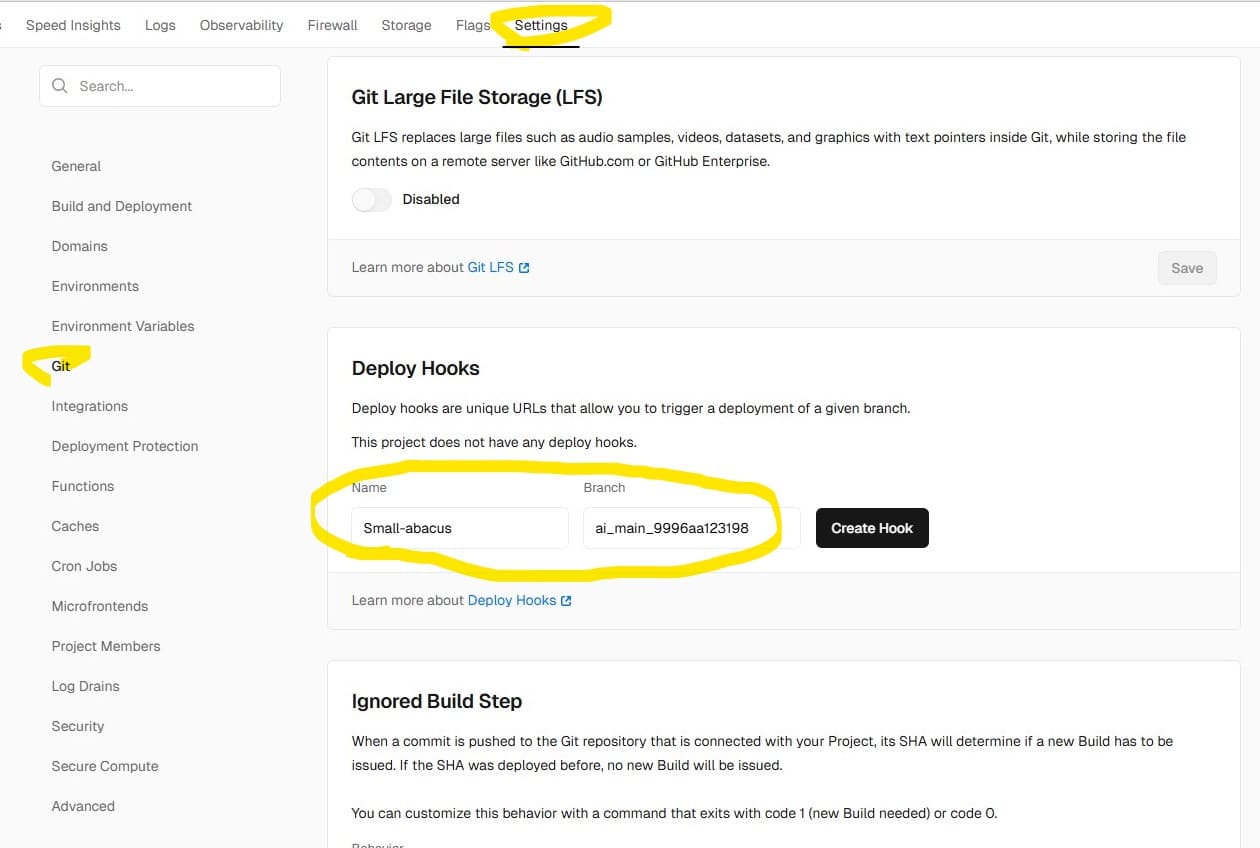 Speed Insights Logs Observability Firewall Storage Flags Settings
Search...
General
Build and Deployment
Domains
Environments
Environment Variables
Git
Integrations
Deployment Protection
Functions
Caches
Cron Jobs
Microfrontends
Project Members
Log Drains
Security
Secure Compute
Advanced
Git Large File Storage (LFS)
Git LFS replaces large files such as audio samples, videos, datasets, and graphics with text pointers inside Git, while storing the file
contents on a remote server like GitHub.com or GitHub Enterprise.
Disabled
Learn more about Git LFS
Save
Deploy Hooks
Deploy hooks are unique URLs that allow you to trigger a deployment of a given branch.
This project does not have any deploy hooks.
Name Branch
Small-abacus ai_main_9996aa123198 Create Hook
Learn more about Deploy Hooks
Ignored Build Step
When a commit is pushed to the Git repository that is connected with your Project, its SHA will determine if a new Build has to be
issued. If the SHA was deployed before, no new Build will be issued.
You can customize this behavior with a command that exits with code 1 (new Build needed) or code 0.
Behavior